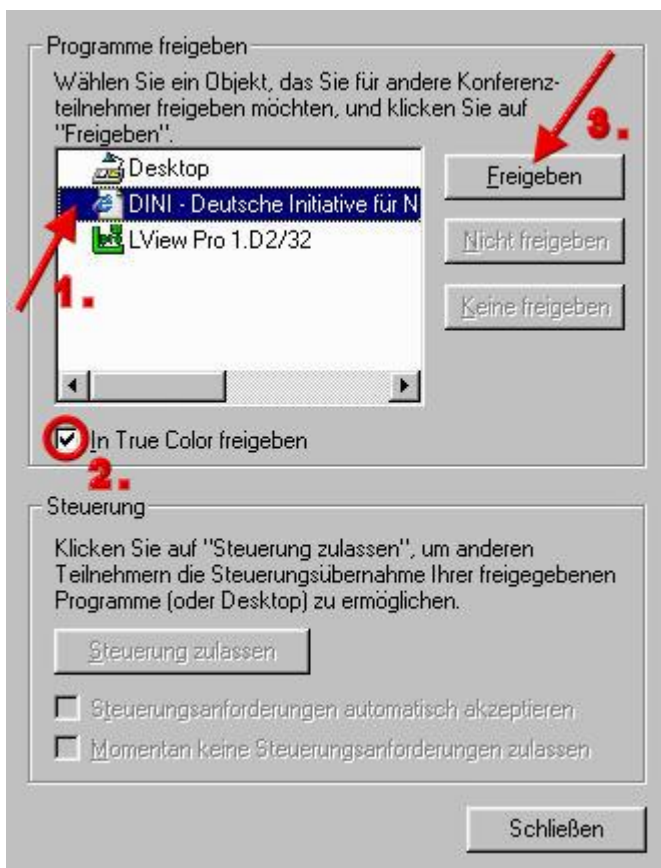 Programme freigeben
Wählen Sie ein Objekt, das Sie für andere Konferenz-
teilnehmer freigeben möchten, und klicken Sie auf
"Freigeben".
3.
Desktop
Freigeben
DINI - Deutsche Initiative für N
LView Pro 1.D2/32
Nicht freigeben
1.
Keine freigeben
In True Color freigeben
2.
Steuerung
Klicken Sie auf "Steuerung zulassen", um anderen
Teilnehmern die Steuerungsübernahme Ihrer freigegebenen
Programme (oder Desktop) zu ermöglichen.
Steuerung zulassen
Steuerungsanforderungen automatisch akzeptieren
Momentan keine Steuerungsanforderungen zulassen
Schließen